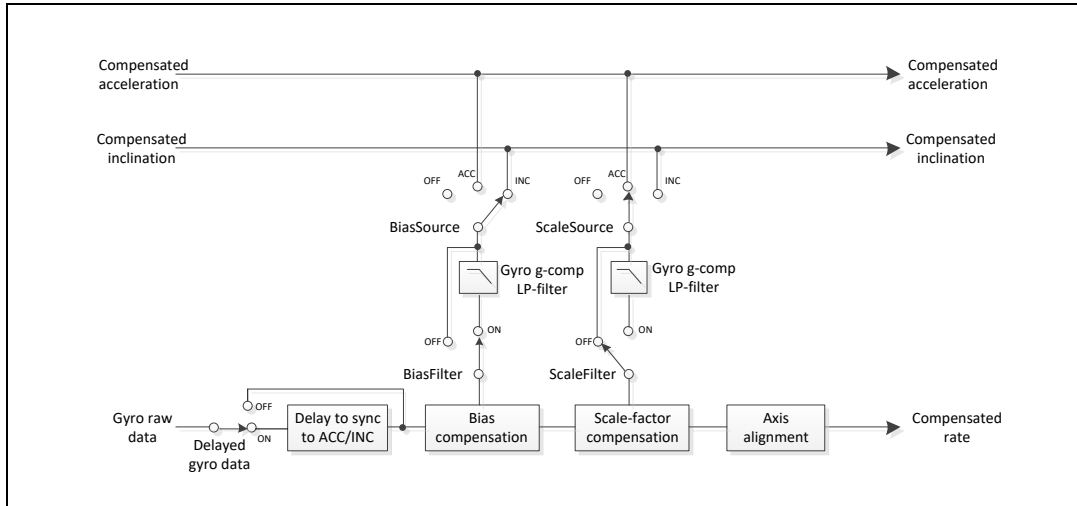 Compensated
acceleration
Compensated
acceleration
Compensated
inclination
Compensated
inclination
OFF
ACC
INC
OFF
ACC
INC
BiasSource
ScaleSource
Gyro g-comp
LP-filter
Gyro g-comp
LP-filter
OFF
ON
OFF
ON
BiasFilter
ScaleFilter
Gyro raw
data
OFF
ON
Delayed
gyro data
Delay to sync
to ACC/INC
Bias
compensation
Scale-factor
compensation
Axis
alignment
Compensated
rate